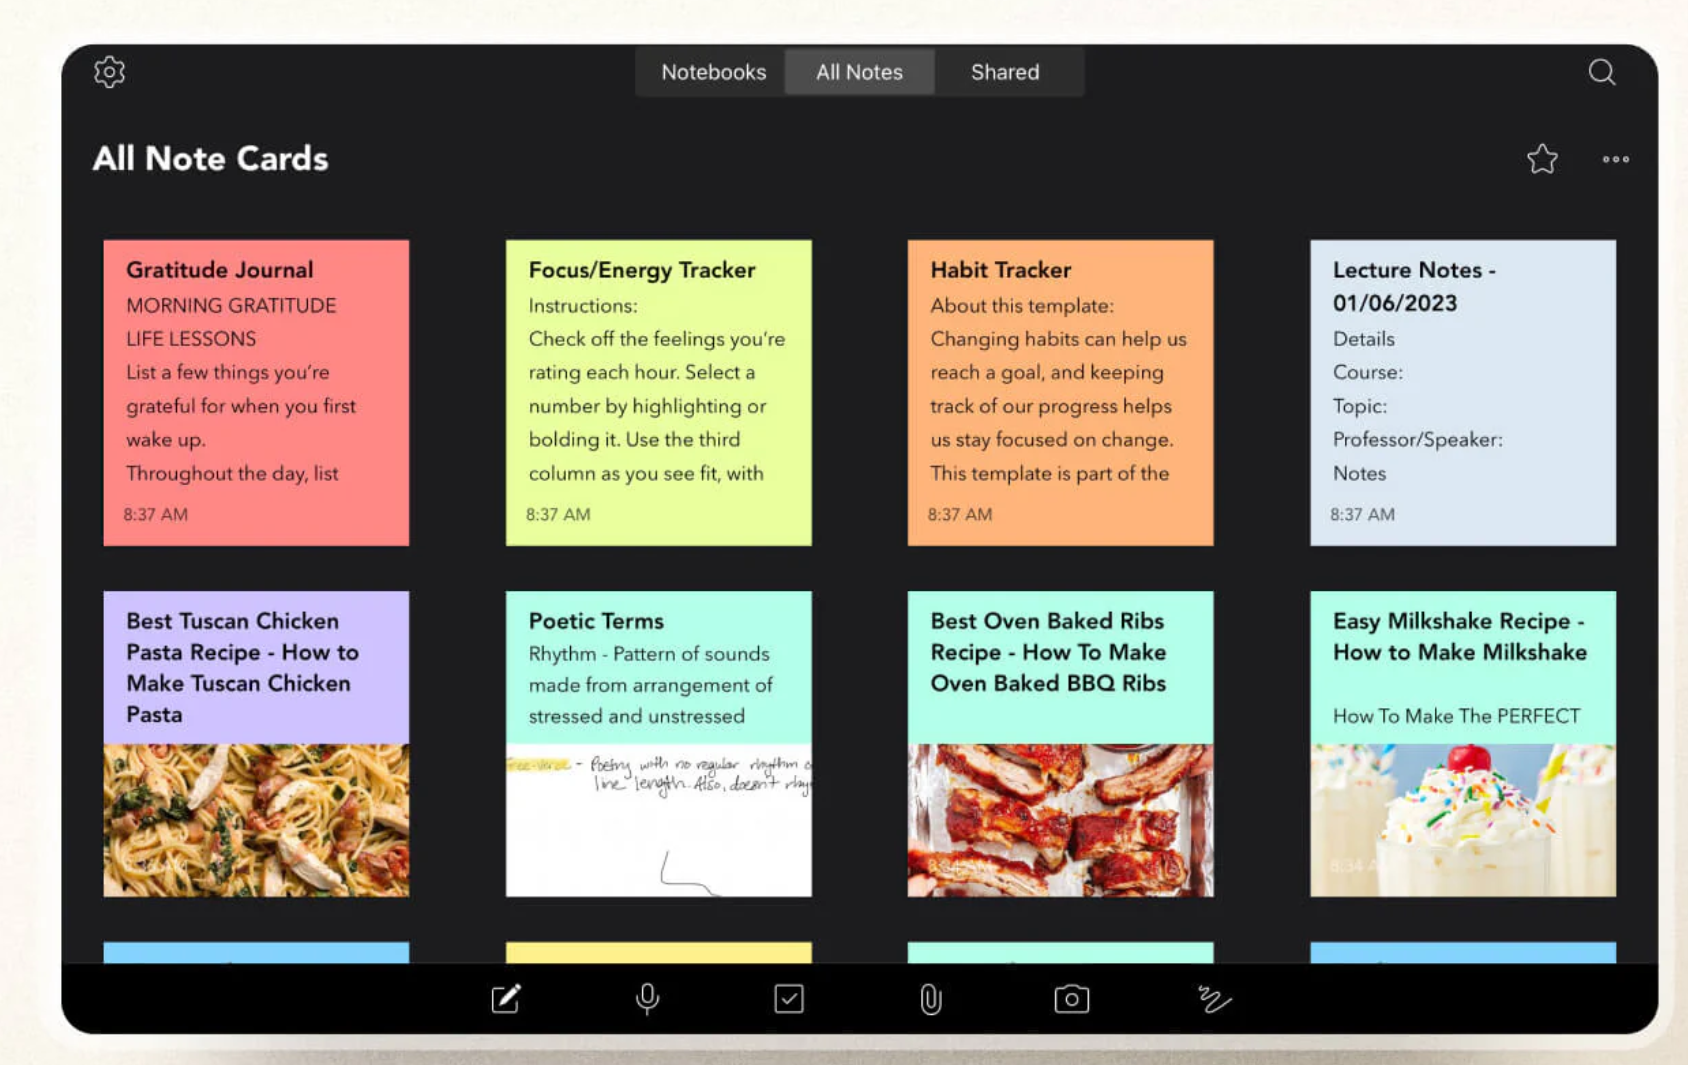 Notebooks All Notes Shared
All Note Cards
Gratitude Journal
MORNING GRATITUDE
LIFE LESSONS
List a few things you're
grateful for when you first
wake up.
Throughout the day, list
8:37 AM
Focus/Energy Tracker
Instructions:
Check off the feelings you're
rating each hour. Select a
number by highlighting or
bolding it. Use the third
column as you see fit, with
8:37 AM
Habit Tracker
About this template:
Changing habits can help us
reach a goal, and keeping
track of our progress helps
us stay focused on change.
This template is part of the
8:37 AM
Lecture Notes -
01/06/2023
Details
Course:
Topic:
Professor/Speaker:
Notes
8:37 AM
Best Tuscan Chicken
Pasta Recipe - How to
Make Tuscan Chicken
Pasta
Poetic Terms
Rhythm - Pattern of sounds
made from arrangement of
stressed and unstressed
Free-verse - Poetry with no regular rhythm
line length. Also, doesn't
Best Oven Baked Ribs
Recipe - How To Make
Oven Baked BBQ Ribs
Easy Milkshake Recipe -
How to Make Milkshake
How To Make The PERFECT
8:34 A